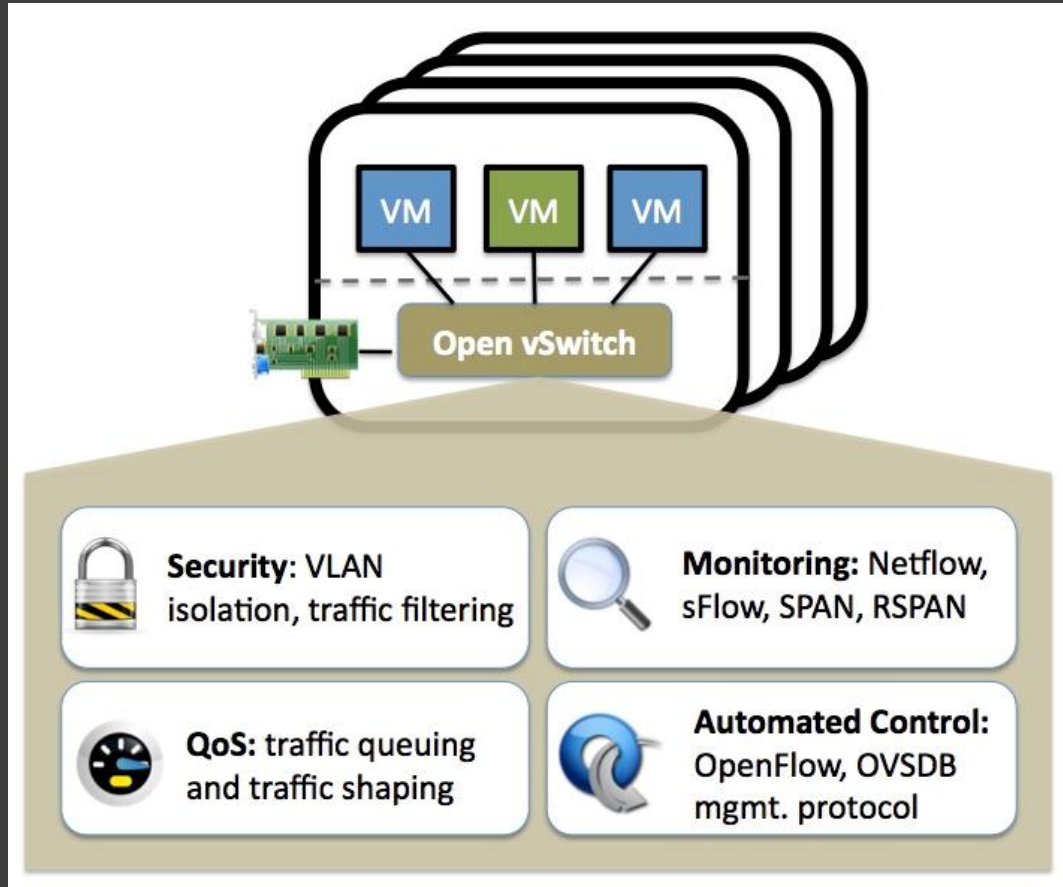 VM
VM
VM
Open vSwitch
Security: VLAN
isolation, traffic filtering
Monitoring: Netflow,
sFlow, SPAN, RSPAN
QoS: traffic queuing
and traffic shaping
Automated Control:
OpenFlow, OVSDB
mgmt. protocol